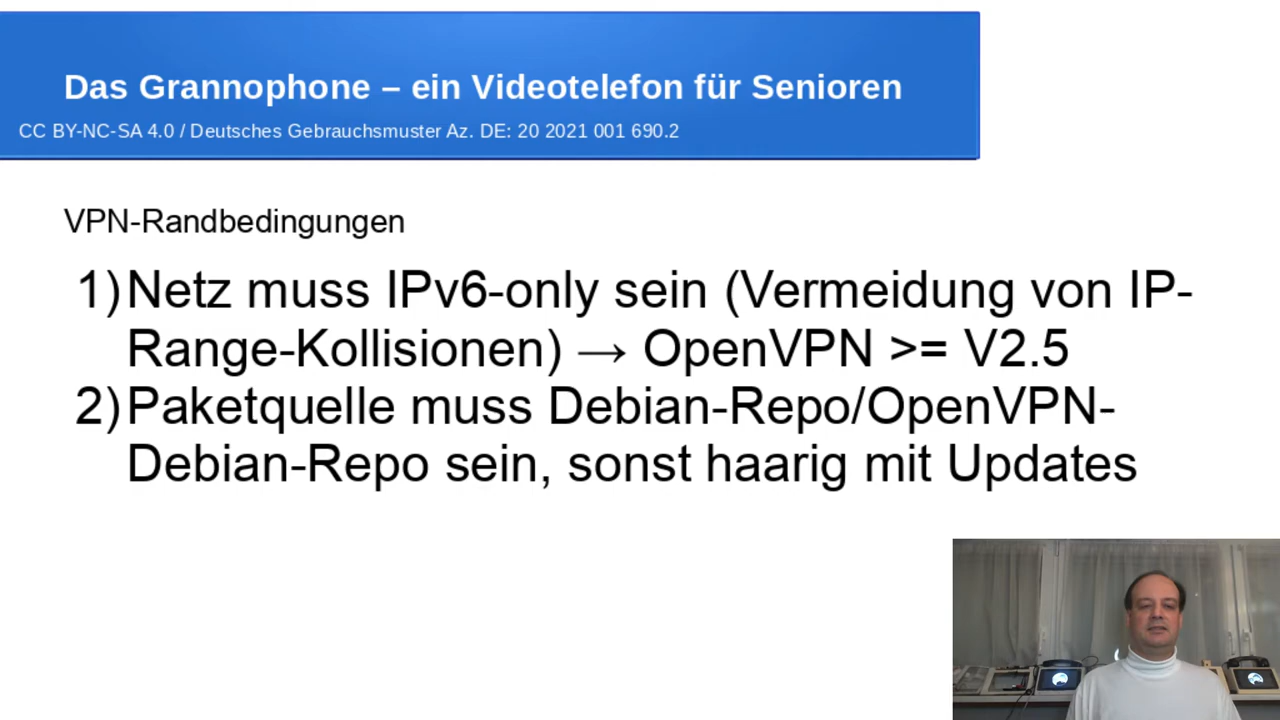 Das Grannophone – ein Videotelefon für Senioren
CC BY-NC-SA 4.0 / Deutsches Gebrauchsmuster Az. DE: 20 2021 001 690.2
VPN-Randbedingungen
1) Netz muss IPv6-only sein (Vermeidung von IP-
Range-Kollisionen) → OpenVPN >= V2.5
2) Paketquelle muss Debian-Repo/OpenVPN-
Debian-Repo sein, sonst haarig mit Updates